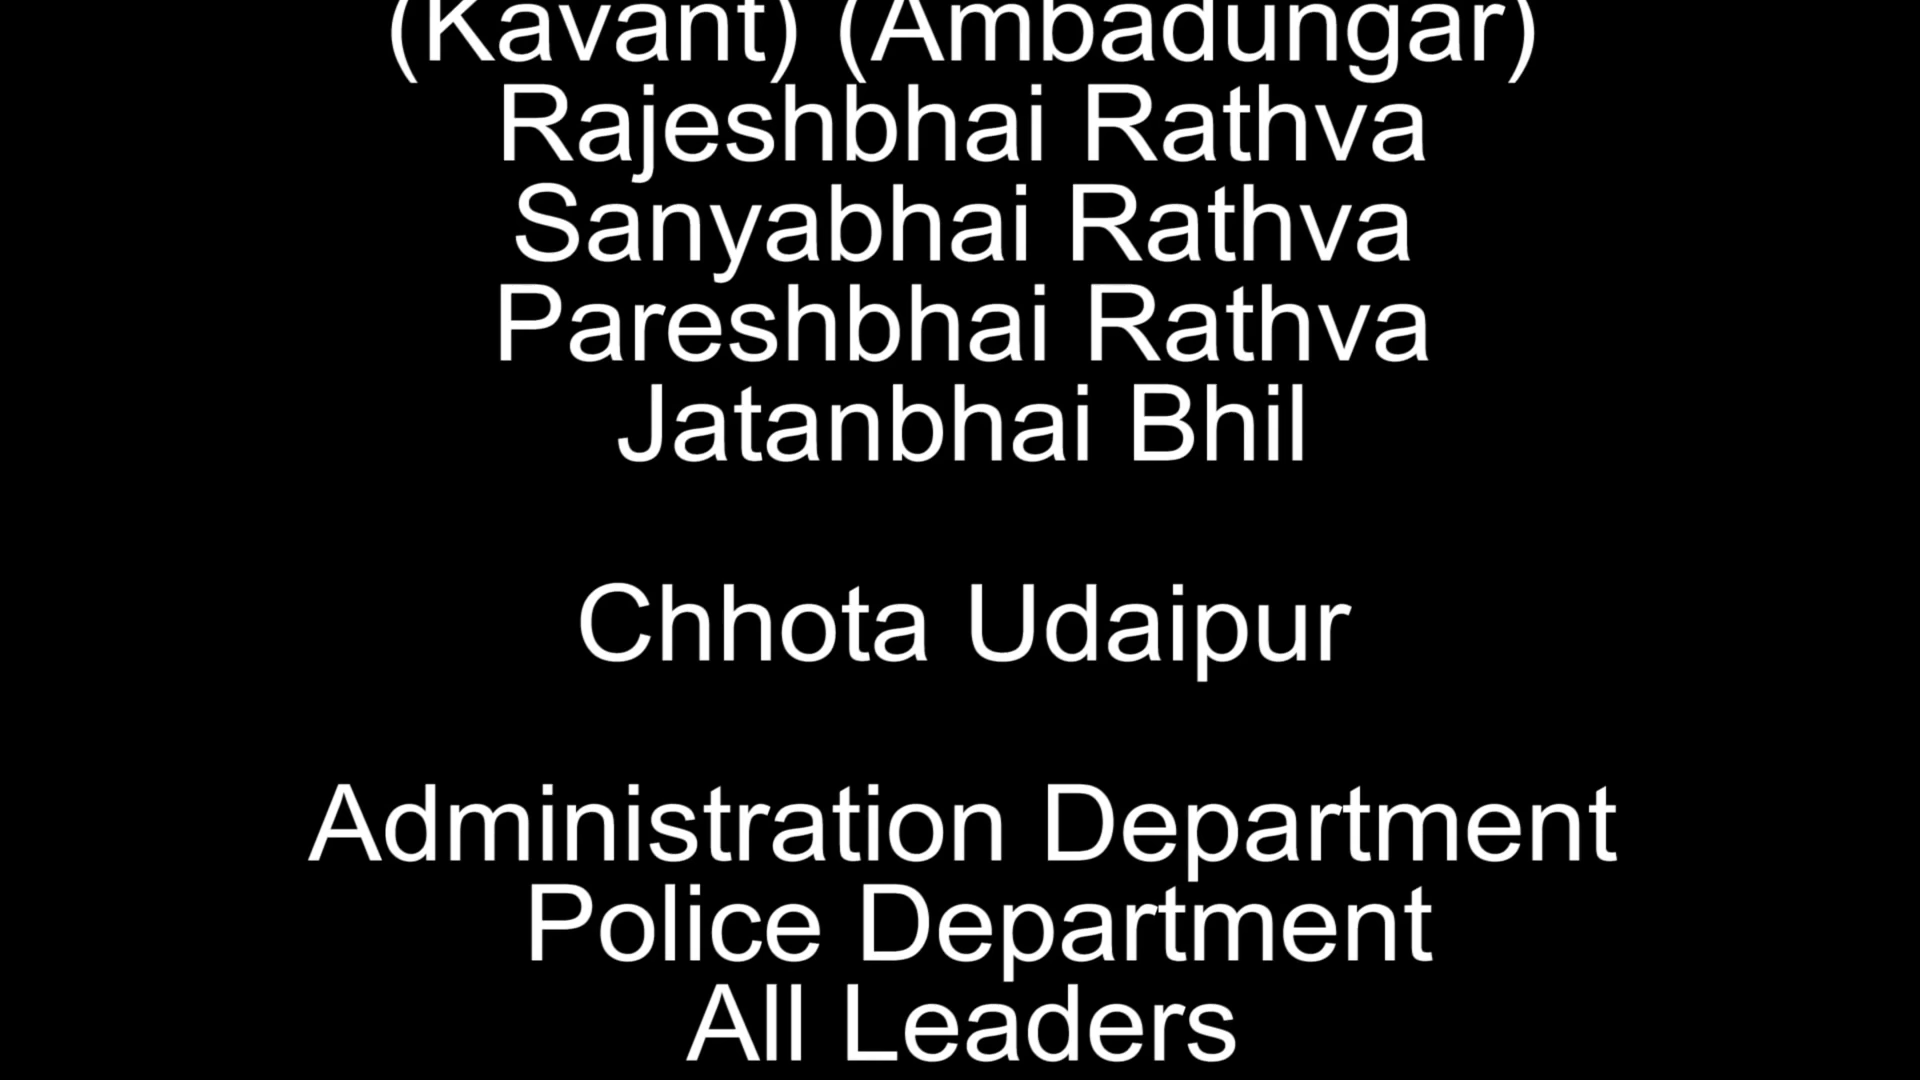 (Kavant) (Ambadungar)
Rajeshbhai Rathva
Sanyabhai Rathva
Pareshbhai Rathva
Jatanbhai Bhil
Chhota Udaipur
Administration Department
Police Department
All Leaders